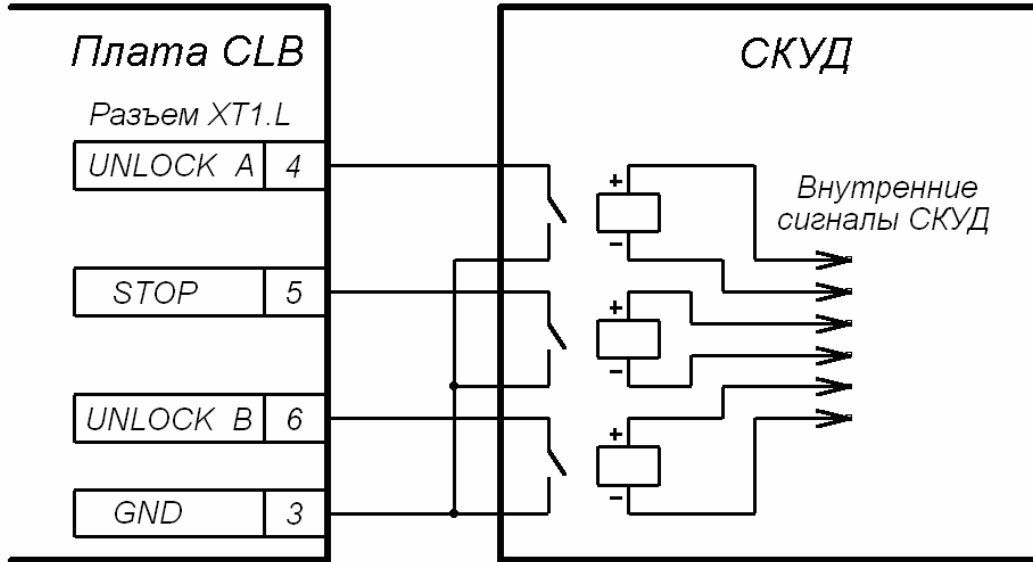 Плата CLB
Разъем XT1.L
UNLOCK A 4
STOP 5
UNLOCK B 6
GND 3
СКУД
Внутренние
сигналы СКУД
+
−
+
−
+
−